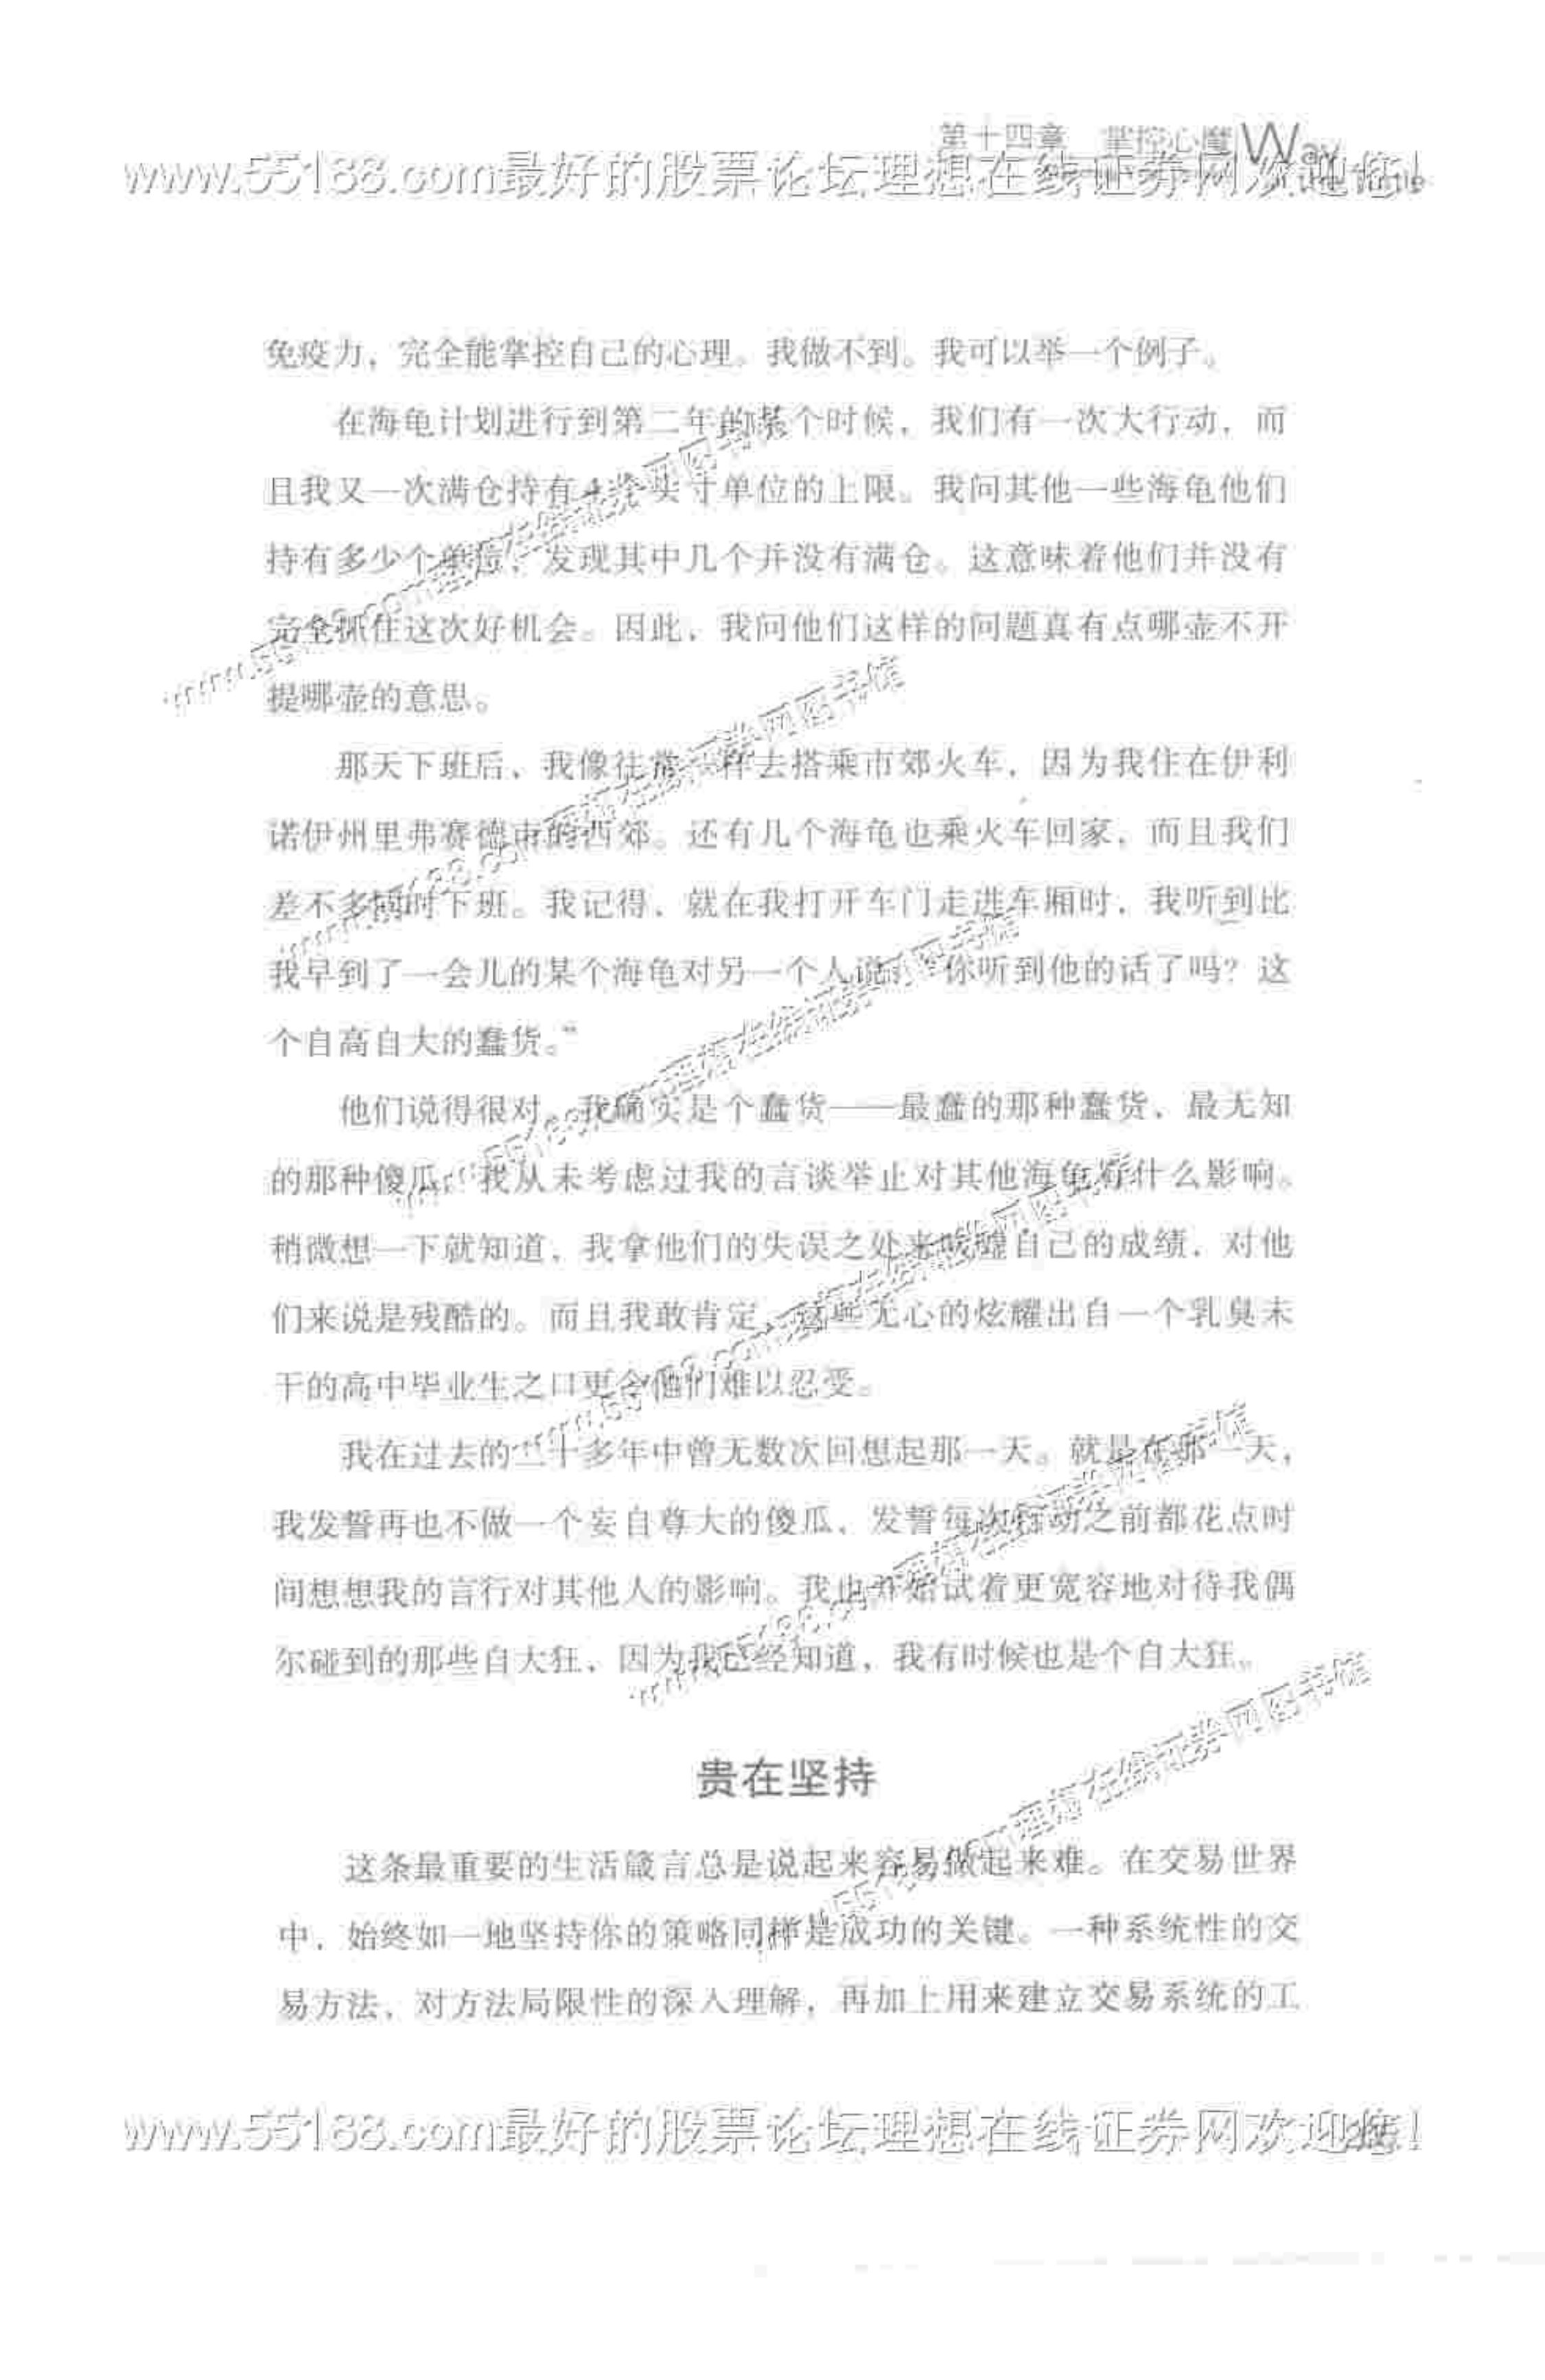 第十四章 掌控心魔 Way
www.55188.com最好的股票论坛理想在线证券网欢迎您!
免疫力，完全能掌控自己的心理。我做不到。我可以举一个例子。
在海龟计划进行到第二年的某个时候，我们有一次大行动，而
且我又一次满仓持有4个头寸单位的上限。我问其他一些海龟他们
持有多少个单位，发现其中几个并没有满仓。这意味着他们并没有
完全抓住这次好机会。因此，我问他们这样的问题真有点哪壶不开
提哪壶的意思。
那天下班后，我像往常一样去搭乘市郊火车，因为我住在伊利
诺伊州里弗赛德市的西郊。还有几个海龟也乘火车回家，而且我们
差不多同时下班。我记得，就在我打开车门走进车厢时，我听到比
我早到了一会儿的某个海龟对另一个人说：“你听到他的话了吗？这
个自高自大的蠢货。”
他们说得很对。我确实是个蠢货——最蠢的那种蠢货，最无知
的那种傻瓜。我从未考虑过我的言谈举止对其他海龟有什么影响。
稍微想一下就知道，我拿他们的失误之处来吹嘘自己的成绩，对他
们来说是残酷的。而且我敢肯定，这些无心的炫耀出自一个乳臭未
干的高中毕业生之口更令他们难以忍受。
我在过去的二十多年中曾无数次回想起那一天。就是在那一天，
我发誓再也不做一个妄自尊大的傻瓜，发誓每次行动之前都花点时
间想想我的言行对其他人的影响。我也开始试着更宽容地对待我偶
尔碰到的那些自大狂，因为我已经知道，我有时候也是个自大狂。
贵在坚持
这条最重要的生活箴言总是说起来容易做起来难。在交易世界
中，始终如一地坚持你的策略同样是成功的关键。一种系统性的交
易方法，对方法局限性的深入理解，再加上用来建立交易系统的工
www.55188.com最好的股票论坛理想在线证券网欢迎您!